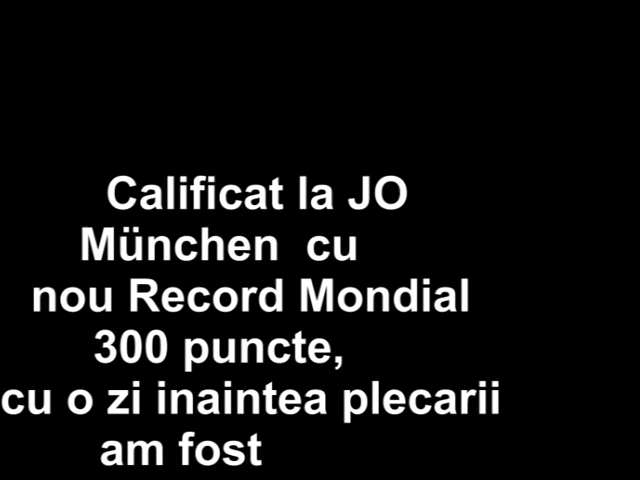 Calificat la JO
München cu
nou Record Mondial
300 puncte,
cu o zi inaintea plecarii
am fost